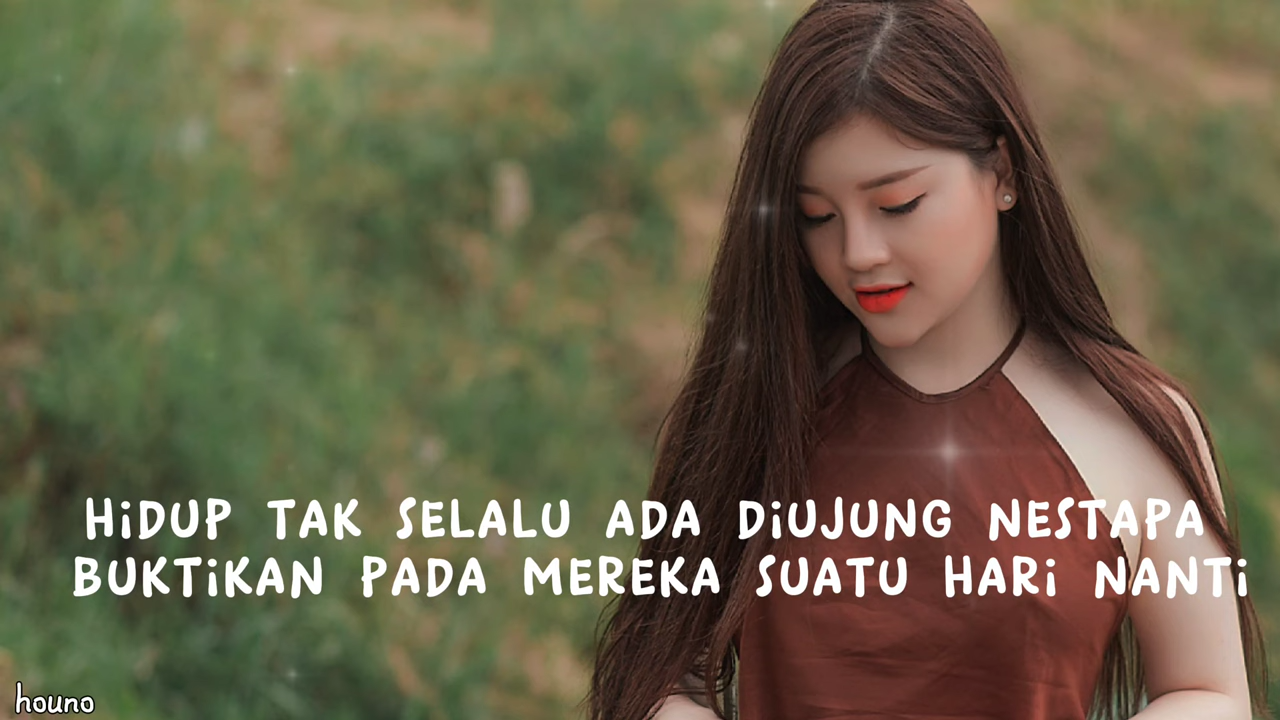 HiDUP TAK SELALU ADA DiUJUNG NESTAPA
BUKTiKAN PADA MEREKA SUATU HARi NANTi
houno